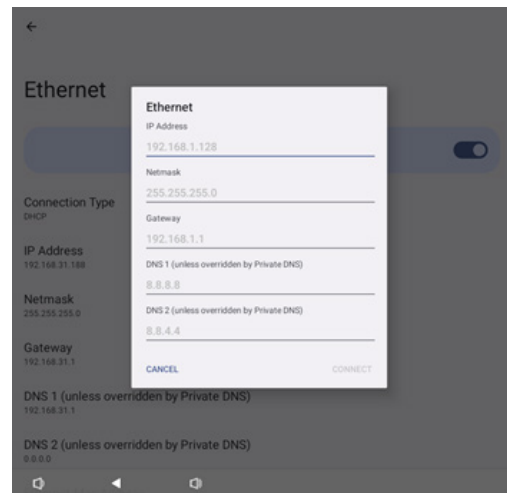 Ethernet
Ethernet
IP Address
192.168.1.128
Netmask
255.255.255.0
Gateway
192.168.1.1
DNS 1 (unless overridden by Private DNS)
8.8.8.8
DNS 2 (unless overridden by Private DNS)
8.8.4.4
CANCEL CONNECT
Connection Type
DHCP
IP Address
192.168.31.188
Netmask
255.255.255.0
Gateway
192.168.31.1
DNS 1 (unless overridden by Private DNS)
192.168.31.1
DNS 2 (unless overridden by Private DNS)
0.0.0.0